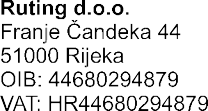 Ruting d.o.o.
Franje Čandeka 44
51000 Rijeka
OIB: 44680294879
VAT: HR44680294879